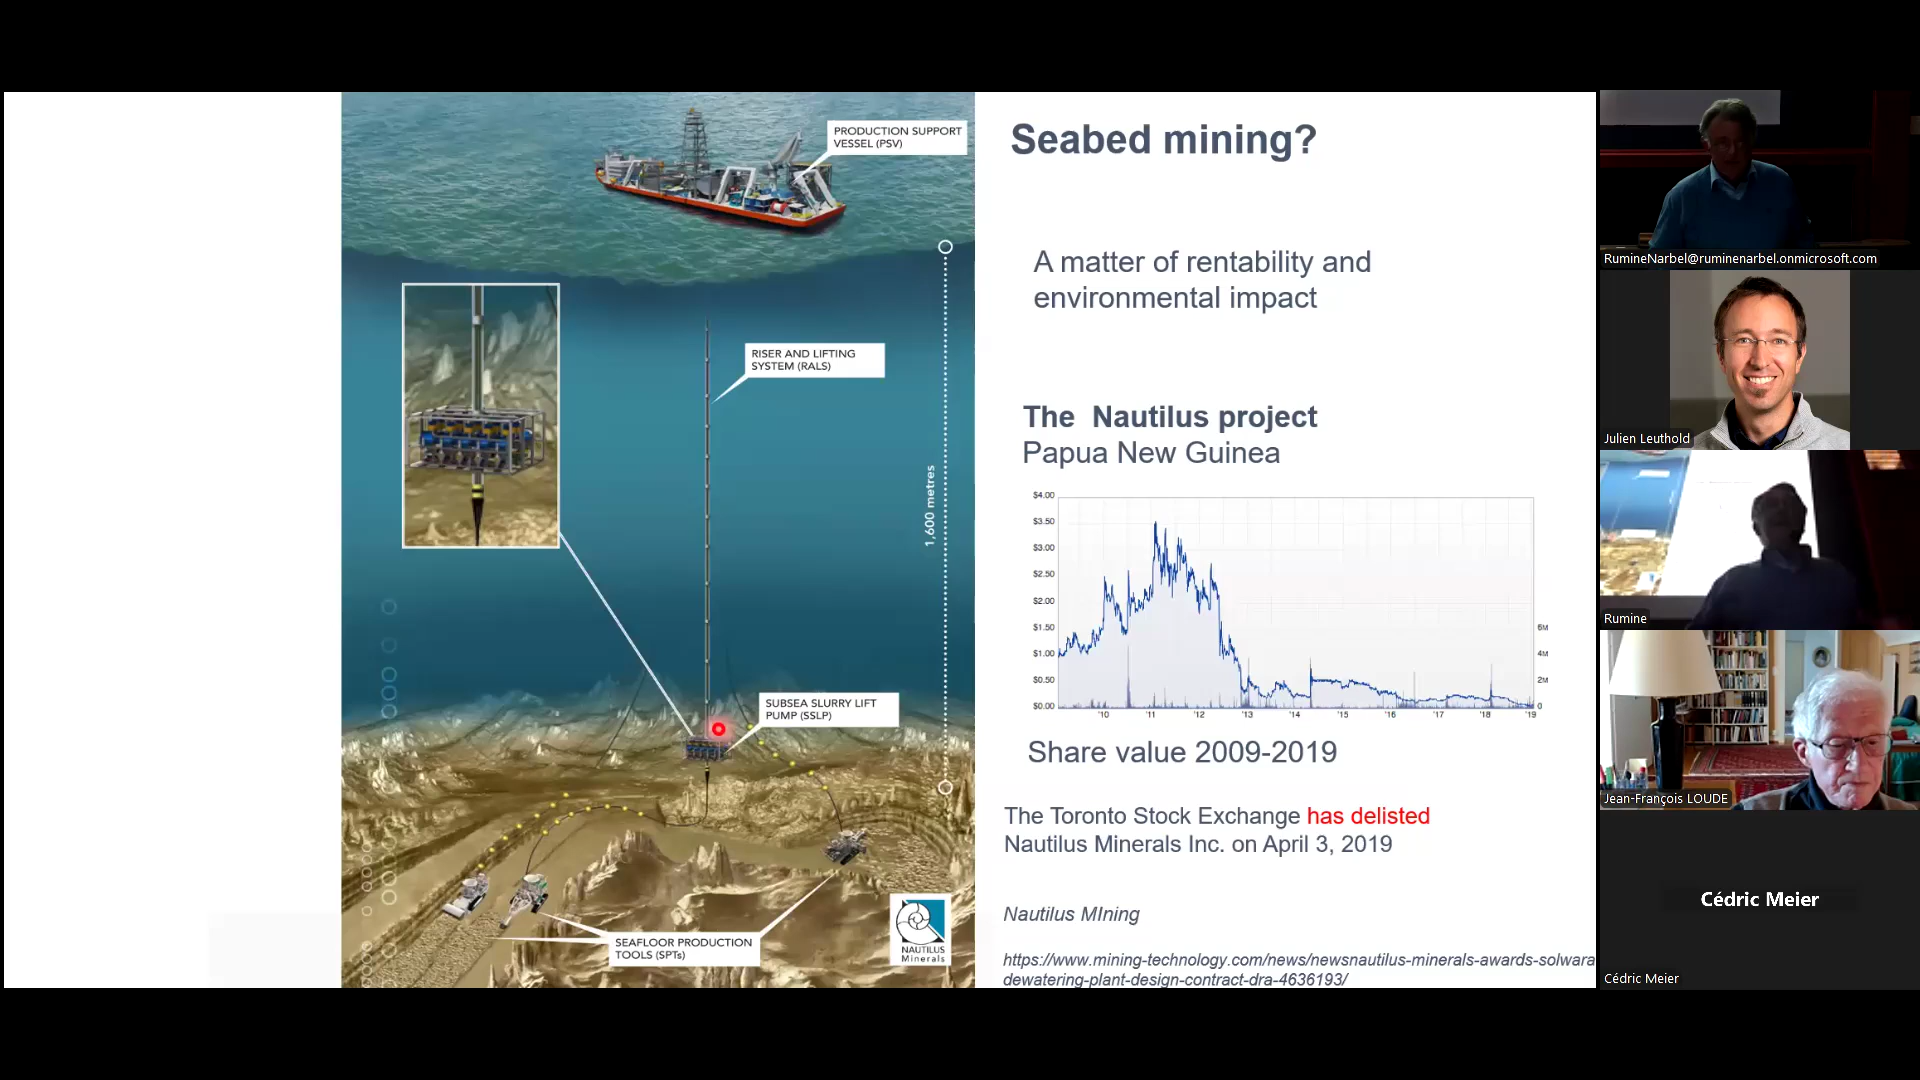 PRODUCTION SUPPORT
VESSEL (PSV)
RISER AND LIFTING
SYSTEM (RALS)
1,600 metres
SUBSEA SLURRY LIFT
PUMP (SSLP)
SEAFLOOR PRODUCTION
TOOLS (SPTs)
NAUTILUS
Minerals
Seabed mining?
A matter of rentability and
environmental impact
The Nautilus project
Papua New Guinea
$4.00
$3.50
$3.00
$2.50
$2.00
$1.50
$1.00
$0.50
$0.00
6M
4M
2M
0
'10 '11 '12 '13 '14 '15 '16 '17 '18 '19
Share value 2009-2019
The Toronto Stock Exchange has delisted
Nautilus Minerals Inc. on April 3, 2019
Nautilus MIning
https://www.mining-technology.com/news/newsnautilus-minerals-awards-solwara
dewatering-plant-design-contract-dra-4636193/
RumineNarbel@ruminenarbel.onmicrosoft.com
Julien Leuthold
Rumine
Jean-François LOUDE
Cédric Meier
Cédric Meier